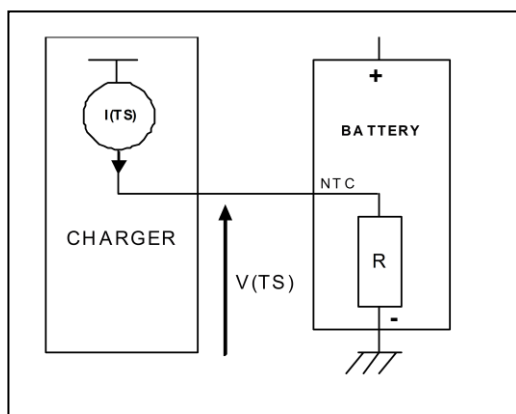 I(TS)
+
BATTERY
NTC
CHARGER
R
V(TS)
-